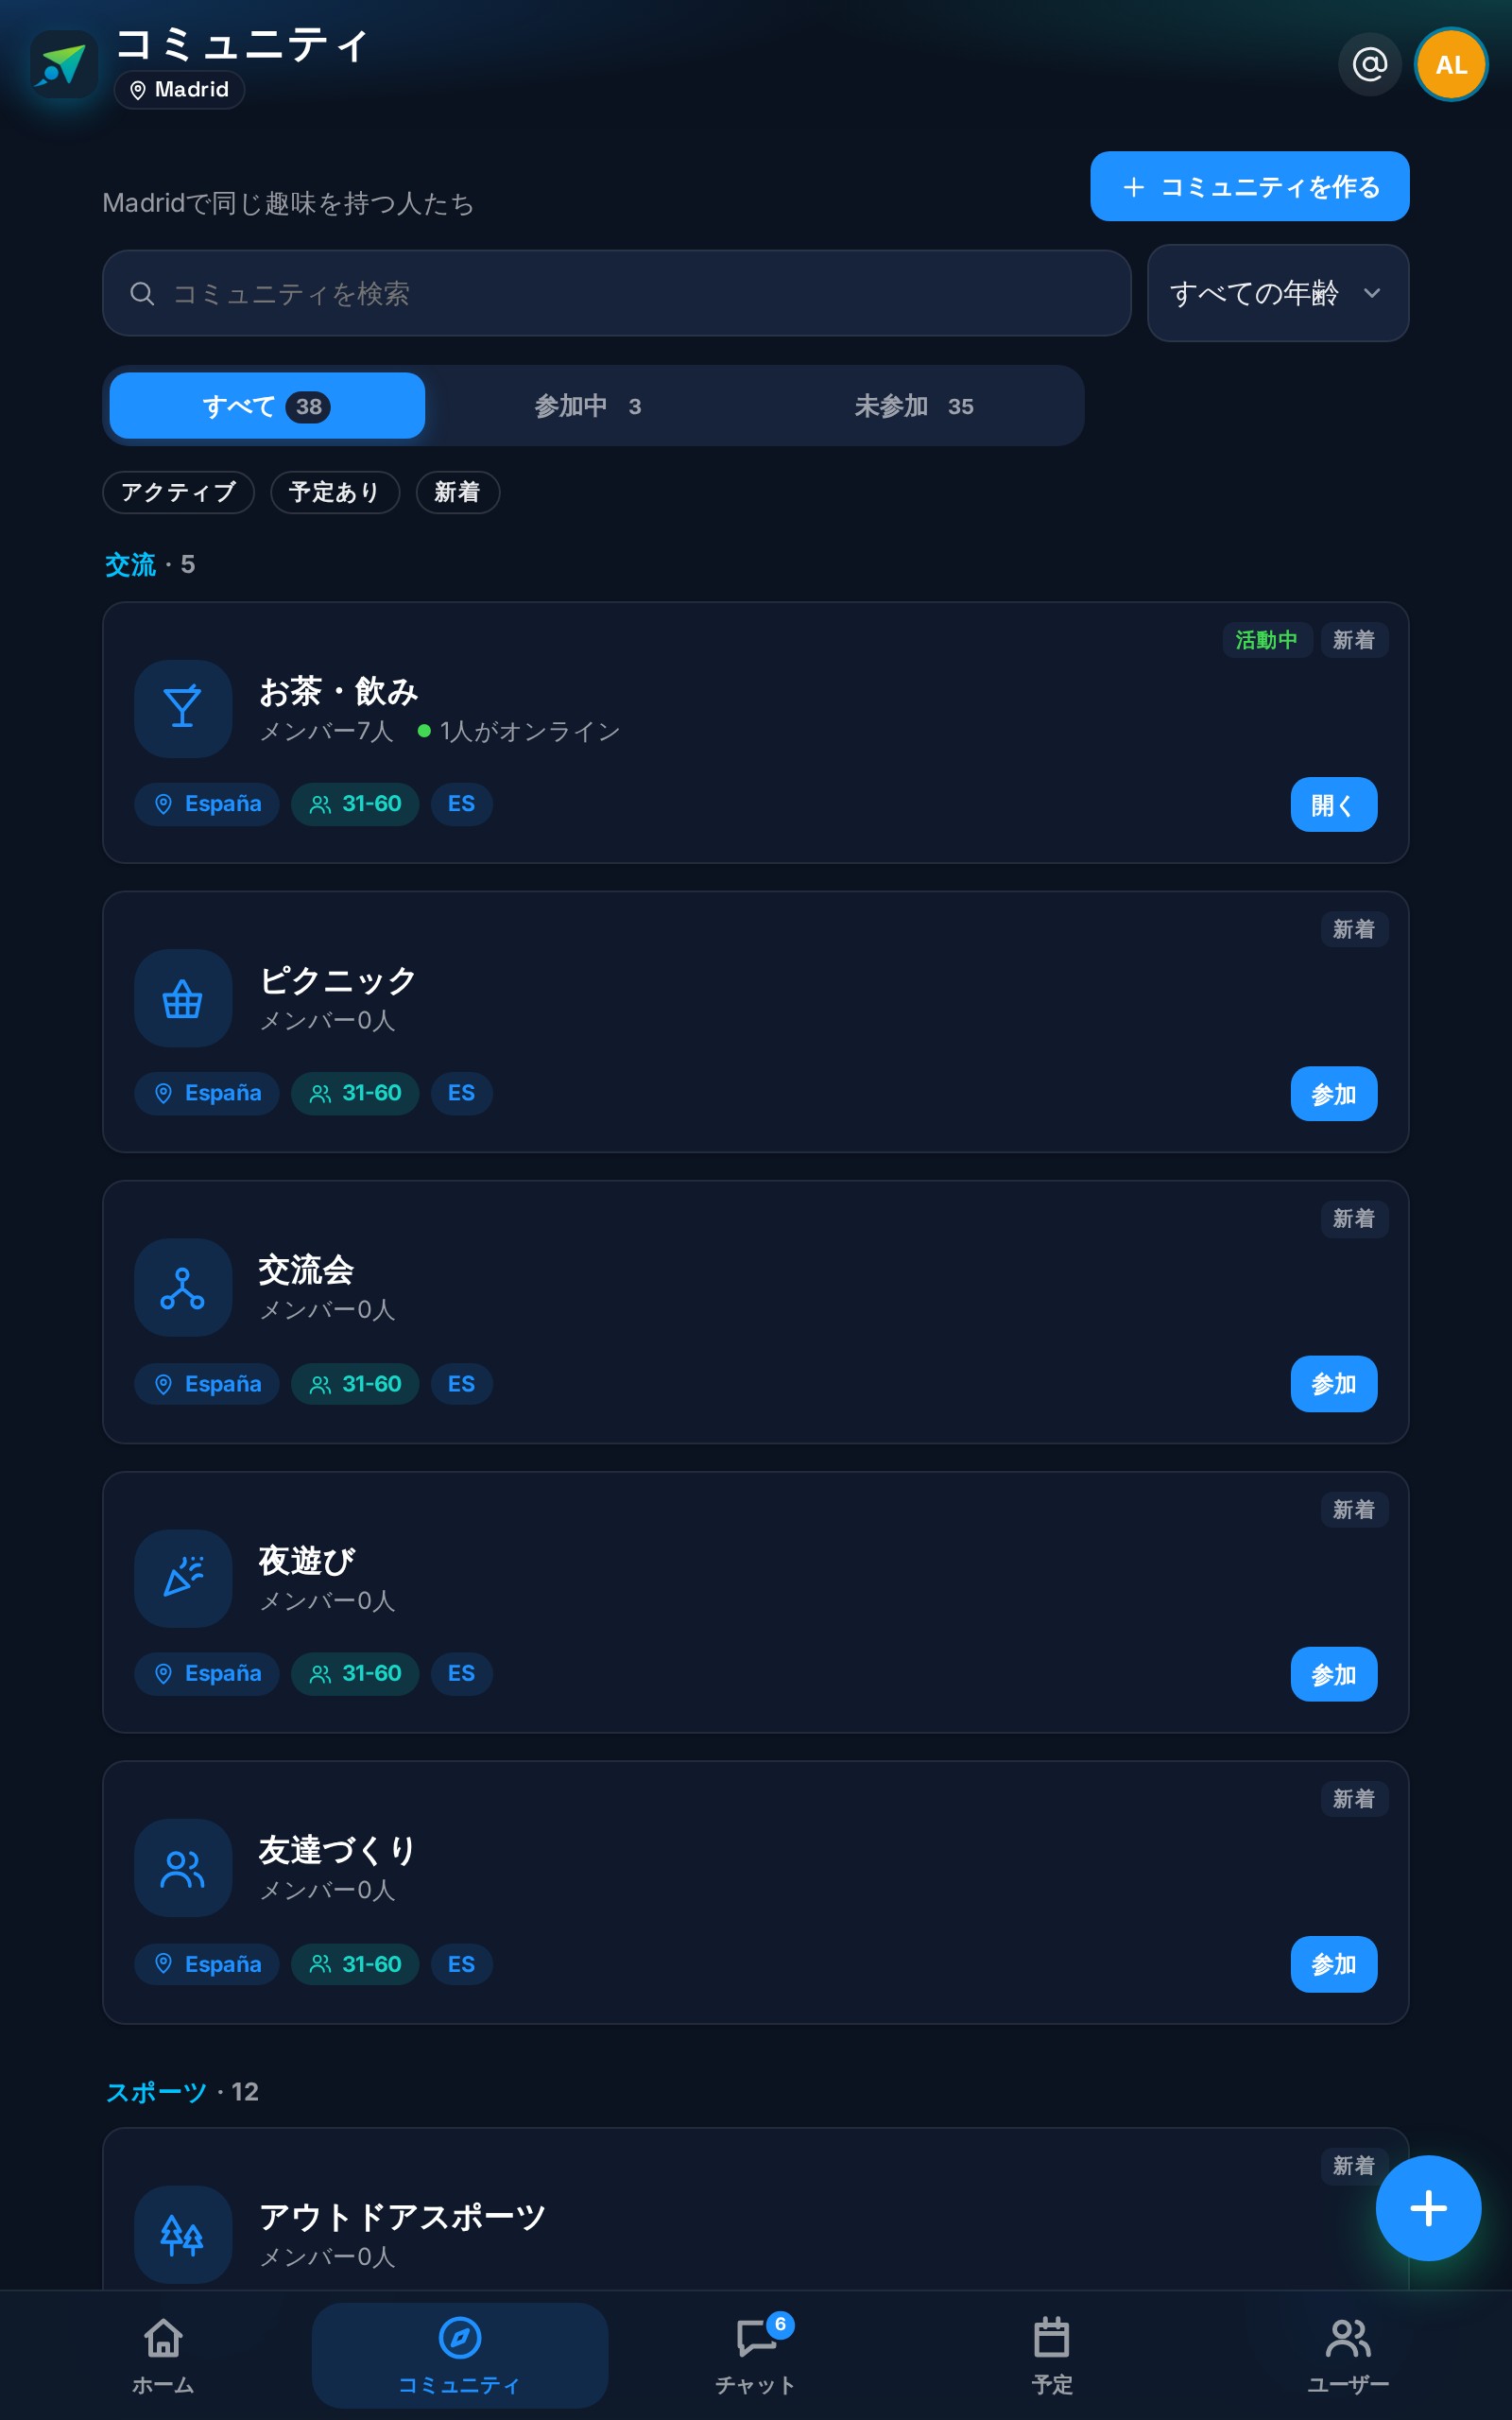 コミュニティ
Madrid
AL
Madridで同じ趣味を持つ人たち
コミュニティを作る
コミュニティを検索
すべての年齢
すべて 38
参加中 3
未参加 35
アクティブ
予定あり
新着
交流 · 5
活動中
新着
お茶・飲み
メンバー7人
1人がオンライン
España
31-60
ES
開く
新着
ピクニック
メンバー0人
España
31-60
ES
参加
新着
交流会
メンバー0人
España
31-60
ES
参加
新着
夜遊び
メンバー0人
España
31-60
ES
参加
新着
友達づくり
メンバー0人
España
31-60
ES
参加
スポーツ · 12
新着
アウトドアスポーツ
メンバー0人
ホーム
コミュニティ
6
チャット
予定
ユーザー